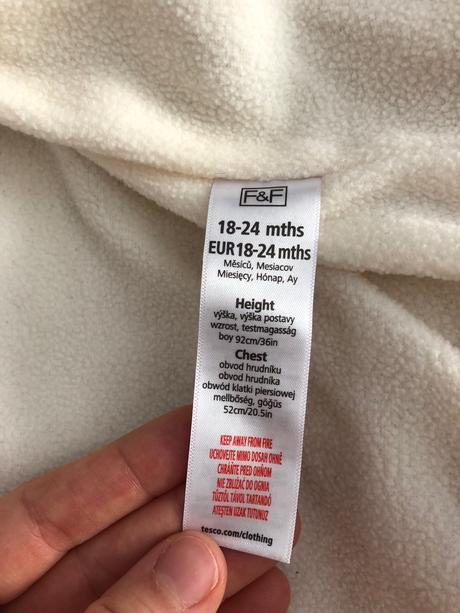 F&F
18-24 mths
EUR 18-24 mths
Měsíců, Mesiacov
Miesięcy, Hónap, Ay
Height
výška, výška postavy
wzrost, testmagasság
boy 92cm/36in
Chest
obvod hrudníku
obvod hrudníka
obwód klatki piersiowej
mellbőség, göğüs
52cm/20.5in
KEEP AWAY FROM FIRE
UCHOVEJTE MIMO DOSAH OHNĚ
CHRÁŇTE PRED OHŇOM
NIE ZBLIŻAĆ DO OGNIA
TŰZTŐL TÁVOL TARTANDÓ
ATEŞTEN UZAK TUTUNUZ
tesco.com/clothing